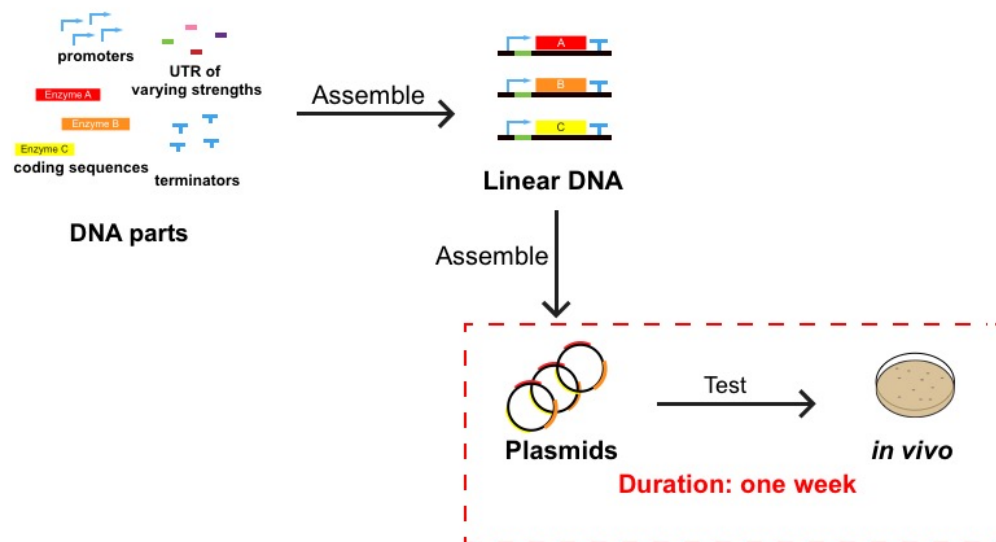 promoters
UTR of
varying strengths
Enzyme A
Enzyme B
Enzyme C
coding sequences
terminators
DNA parts
Assemble
A
B
C
Linear DNA
Assemble
Plasmids
Test
in vivo
Duration: one week